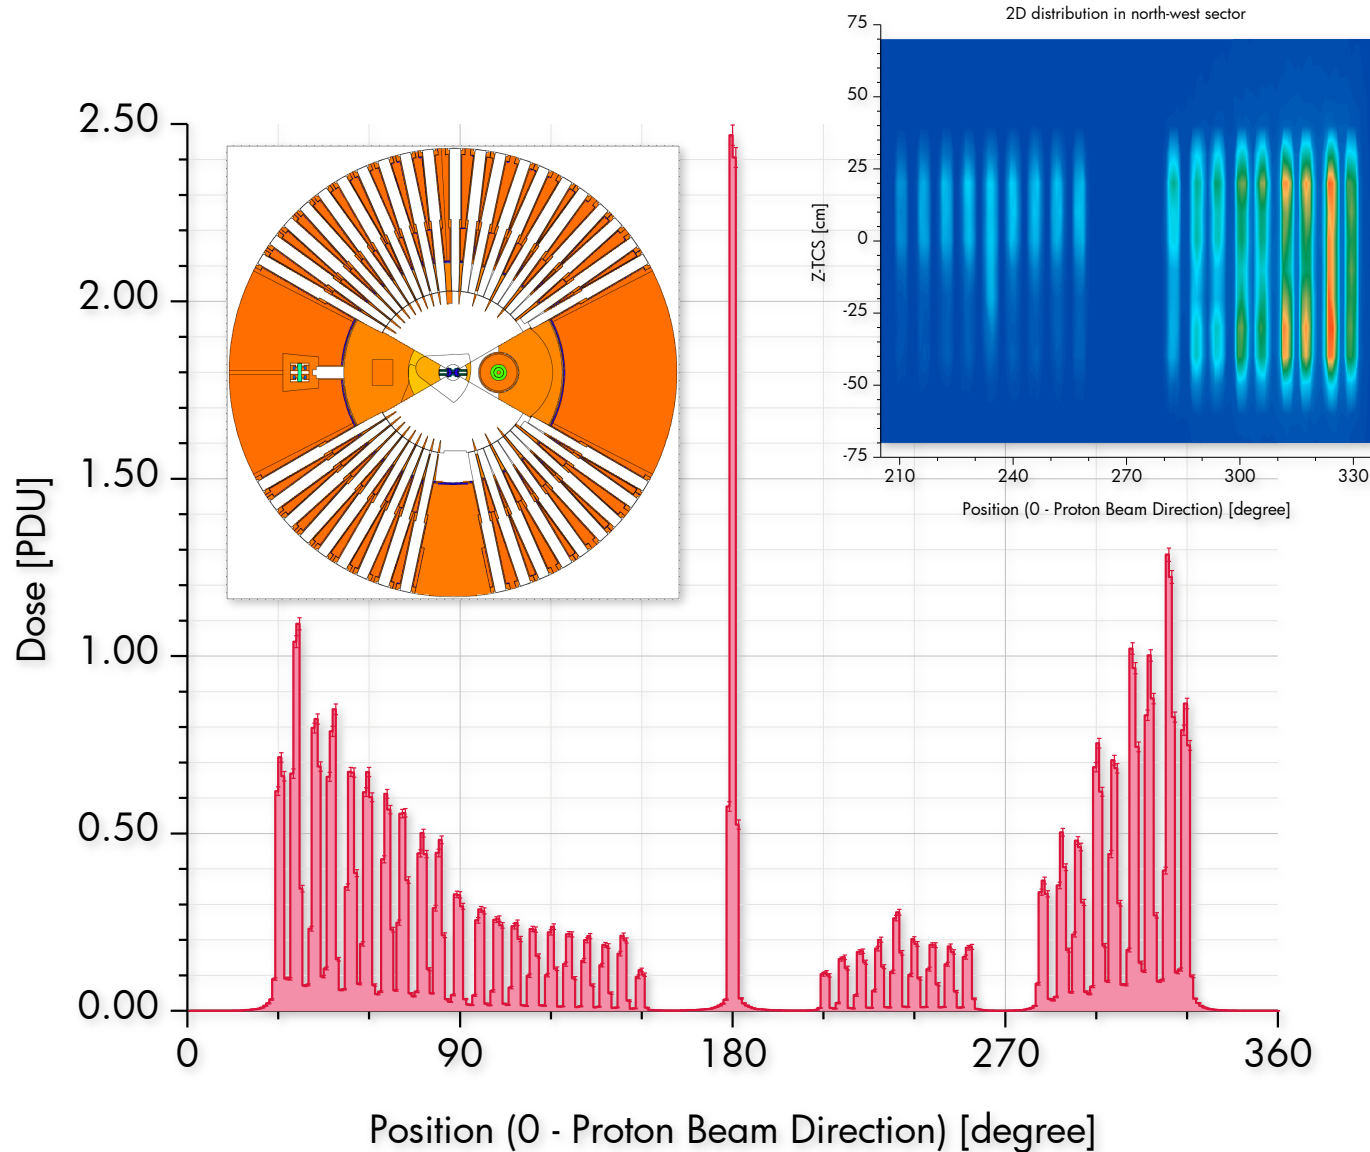 2D distribution in north-west sector
75
50
25
0
-25
-50
-75
Z-TCS [cm]
210 240 270 300 330
Position (0 - Proton Beam Direction) [degree]
2.50
2.00
1.50
1.00
0.50
0.00
Dose [PDU]
0 90 180 270 360
Position (0 - Proton Beam Direction) [degree]